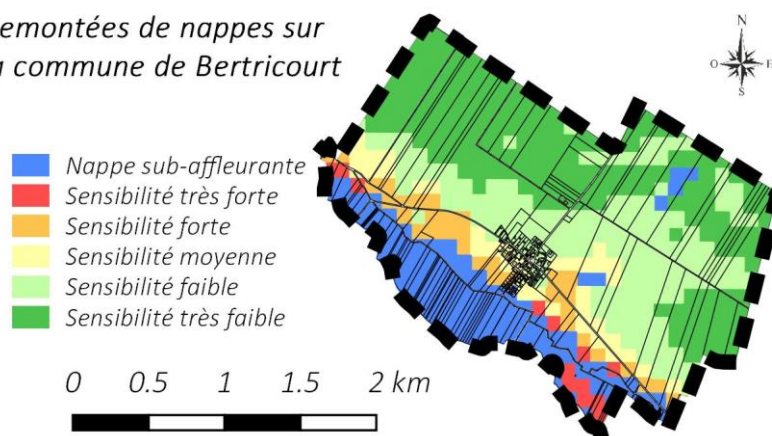 emontées de nappes sur
commune de Bertricourt
N
O E
S
Nappe sub-affleurante
Sensibilité très forte
Sensibilité forte
Sensibilité moyenne
Sensibilité faible
Sensibilité très faible
0 0.5 1 1.5 2 km